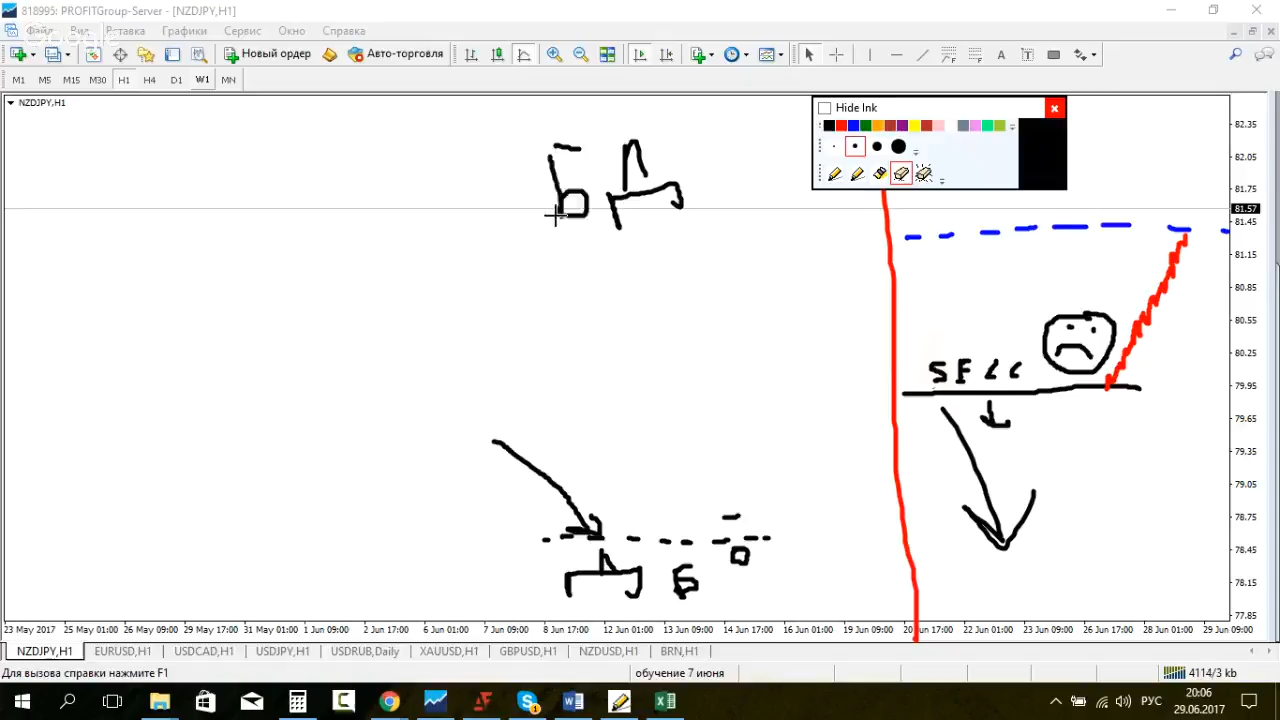 818995: PROFITGroup-Server - [NZDJPY,H1]
Файл Вид Вставка Графики Сервис Окно Справка
Новый ордер Авто-торговля
M1 M5 M15 M30 H1 H4 D1 W1 MN
NZDJPY,H1
Hide Ink
82.35
82.05
81.75
81.57
81.45
81.15
80.85
80.55
80.25
79.95
79.65
79.35
79.05
78.75
78.45
78.15
77.85
Б Д
SELL
Д Б
23 May 2017 25 May 01:00 26 May 09:00 29 May 17:00 31 May 01:00 1 Jun 09:00 2 Jun 17:00 6 Jun 01:00 7 Jun 09:00 8 Jun 17:00 12 Jun 01:00 13 Jun 09:00 14 Jun 17:00 16 Jun 01:00 19 Jun 09:00 20 Jun 17:00 22 Jun 01:00 23 Jun 09:00 26 Jun 17:00 28 Jun 01:00 29 Jun 09:00
NZDJPY,H1 EURUSD,H1 USDCAD,H1 USDJPY,H1 USDRUB,Daily XAUUSD,H1 GBPUSD,H1 NZDUSD,H1 BRN,H1
Для вызова справки нажмите F1 обучение 7 июня 4114/3 kb
РУС 20:06
29.06.2017